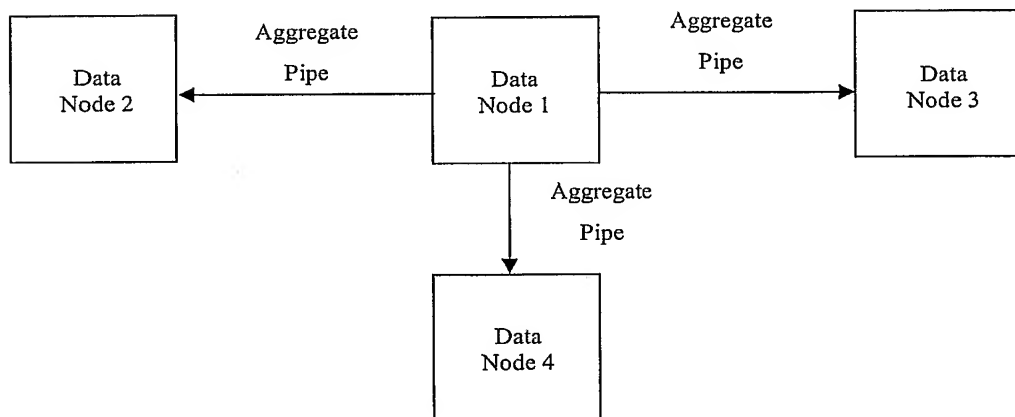 Aggregate
Pipe
Aggregate
Pipe
Data
Node 2
Data
Node 1
Data
Node 3
Aggregate
Pipe
Data
Node 4